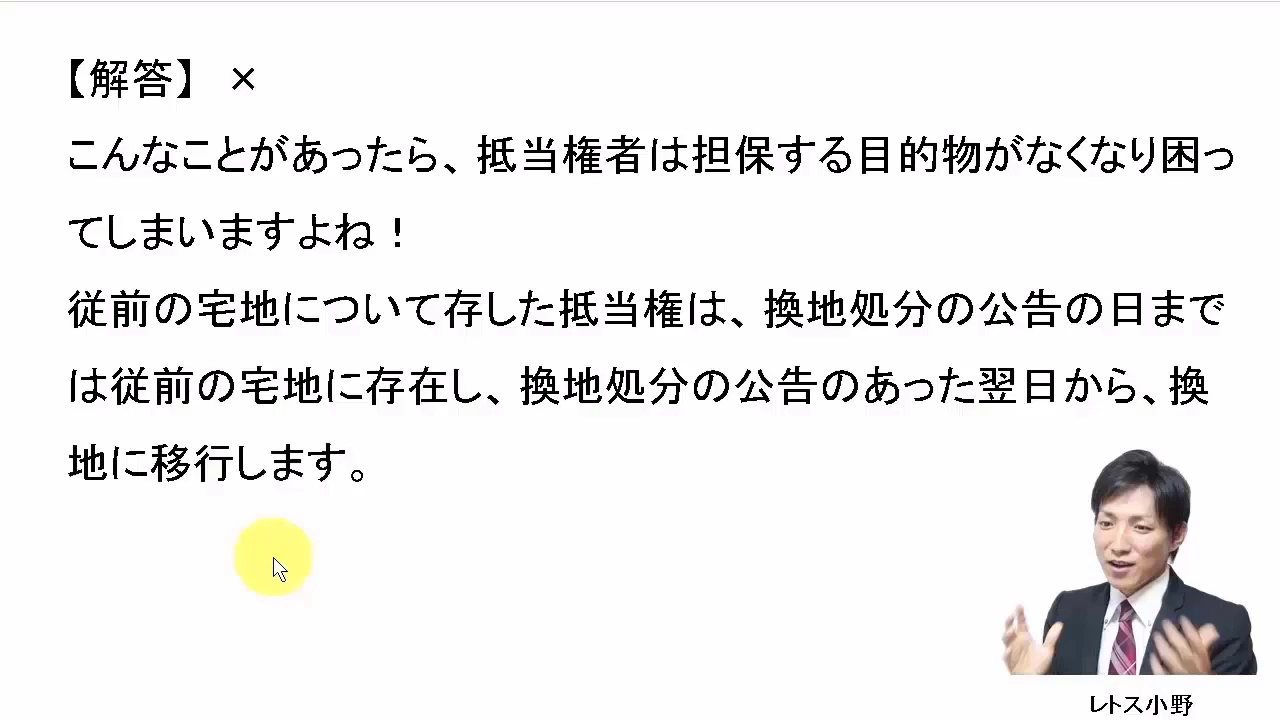 【解答】 ×
こんなことがあったら、抵当権者は担保する目的物がなくなり困っ
てしまいますよね！
従前の宅地について存した抵当権は、換地処分の公告の日まで
は従前の宅地に存在し、換地処分の公告のあった翌日から、換
地に移行します。
レトス小野